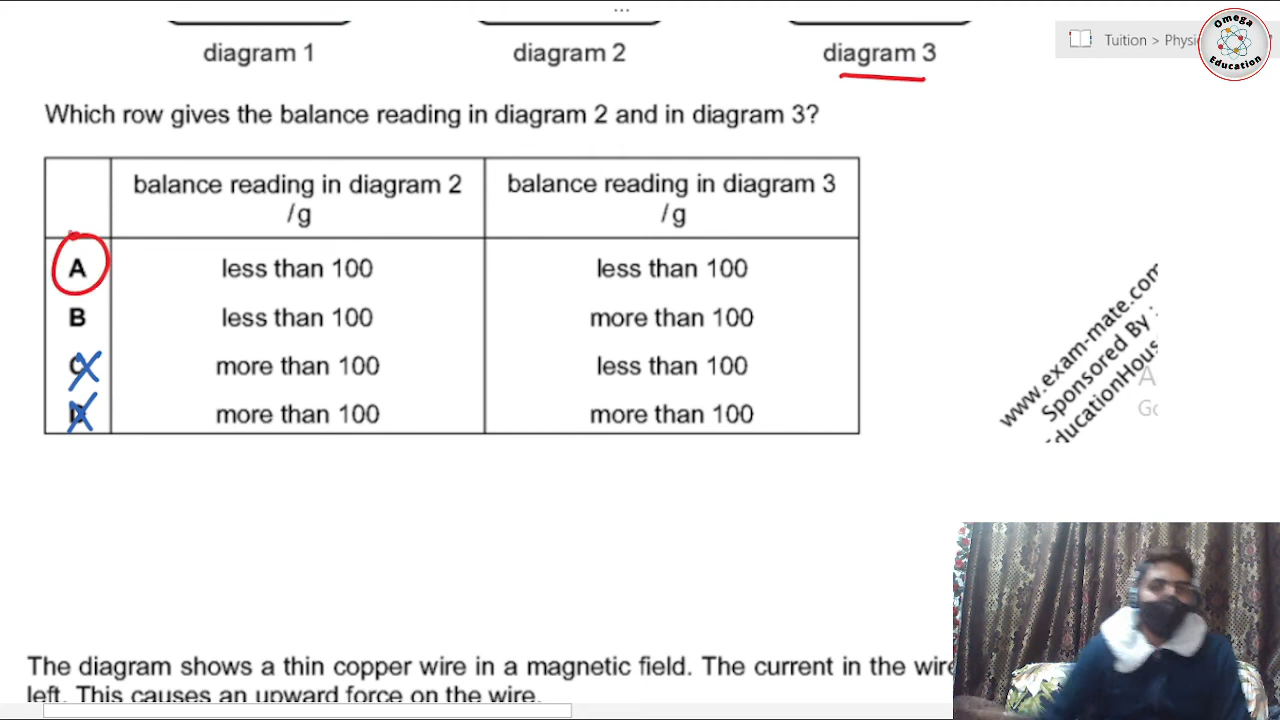 ...
diagram 1
diagram 2
diagram 3
Tuition > Physi
Omega
Education
Which row gives the balance reading in diagram 2 and in diagram 3?
balance reading in diagram 2
/g
balance reading in diagram 3
/g
A less than 100 less than 100
B less than 100 more than 100
C more than 100 less than 100
D more than 100 more than 100
www.exam-mate.com
Sponsored By :
EducationHous
A
Go
The diagram shows a thin copper wire in a magnetic field. The current in the wire
left. This causes an upward force on the wire.